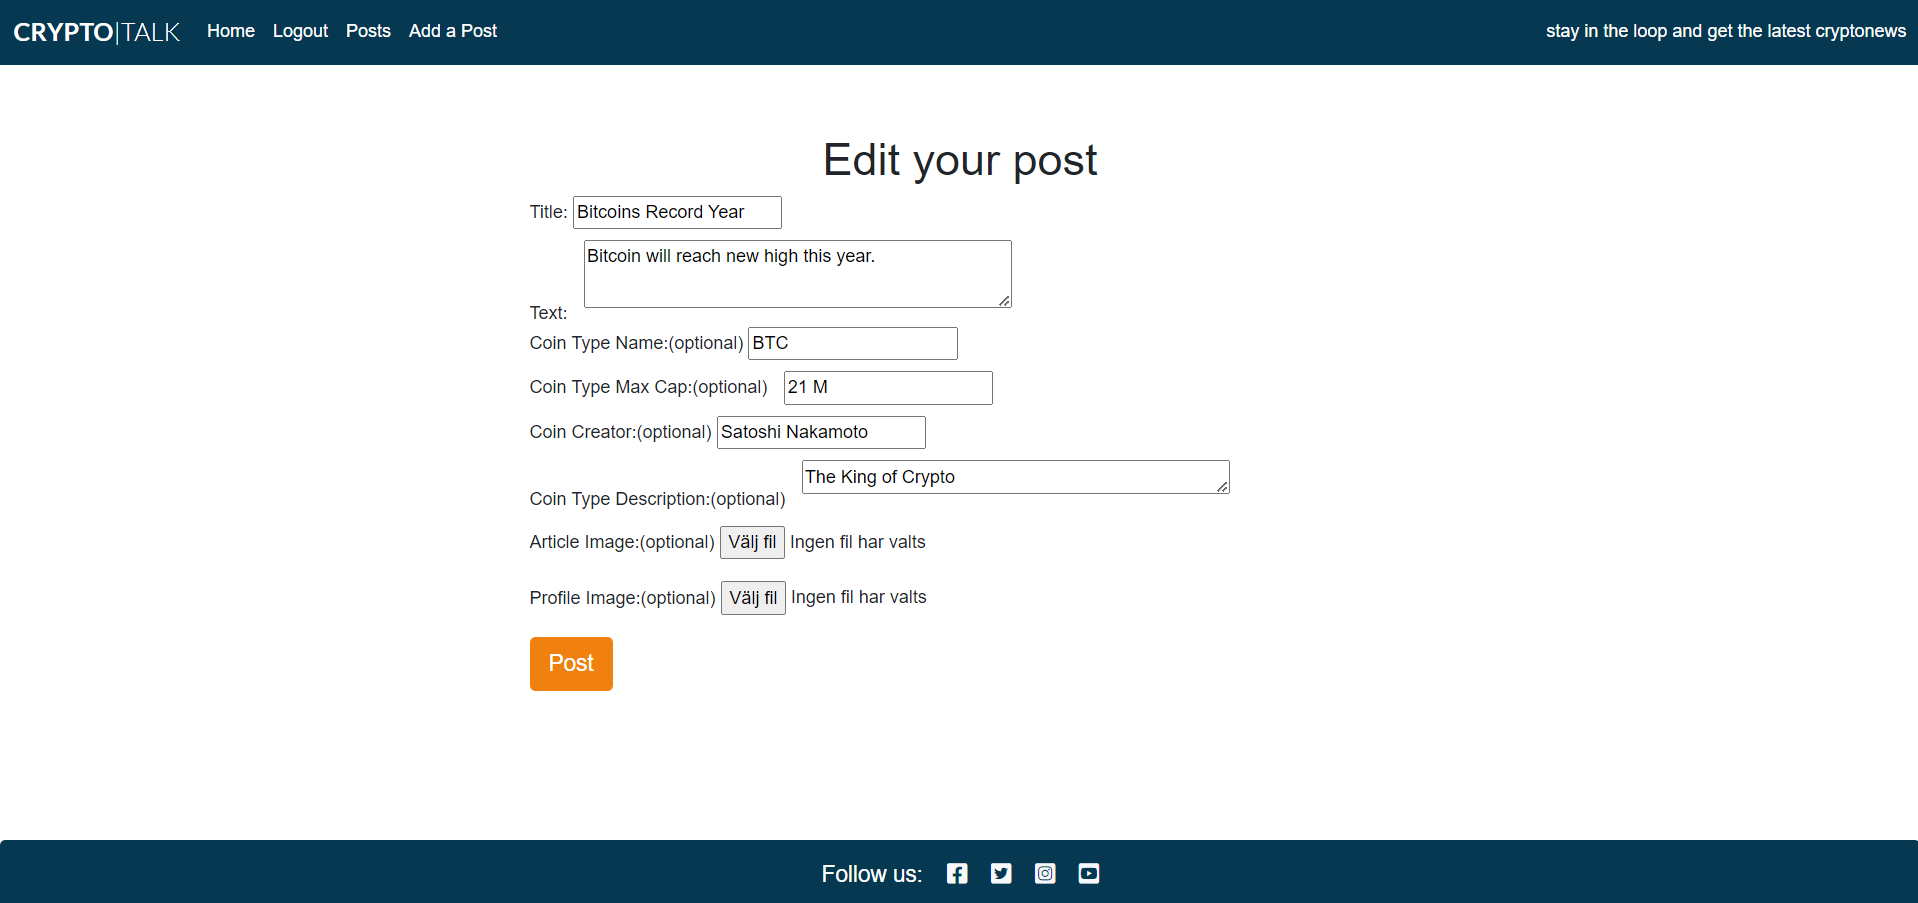 CRYPTO|TALK Home Logout Posts Add a Post stay in the loop and get the latest cryptonews
Edit your post
Title: Bitcoins Record Year
Bitcoin will reach new high this year.
Text:
Coin Type Name:(optional) BTC
Coin Type Max Cap:(optional) 21 M
Coin Creator:(optional) Satoshi Nakamoto
The King of Crypto
Coin Type Description:(optional)
Article Image:(optional) Välj fil Ingen fil har valts
Profile Image:(optional) Välj fil Ingen fil har valts
Post
Follow us: